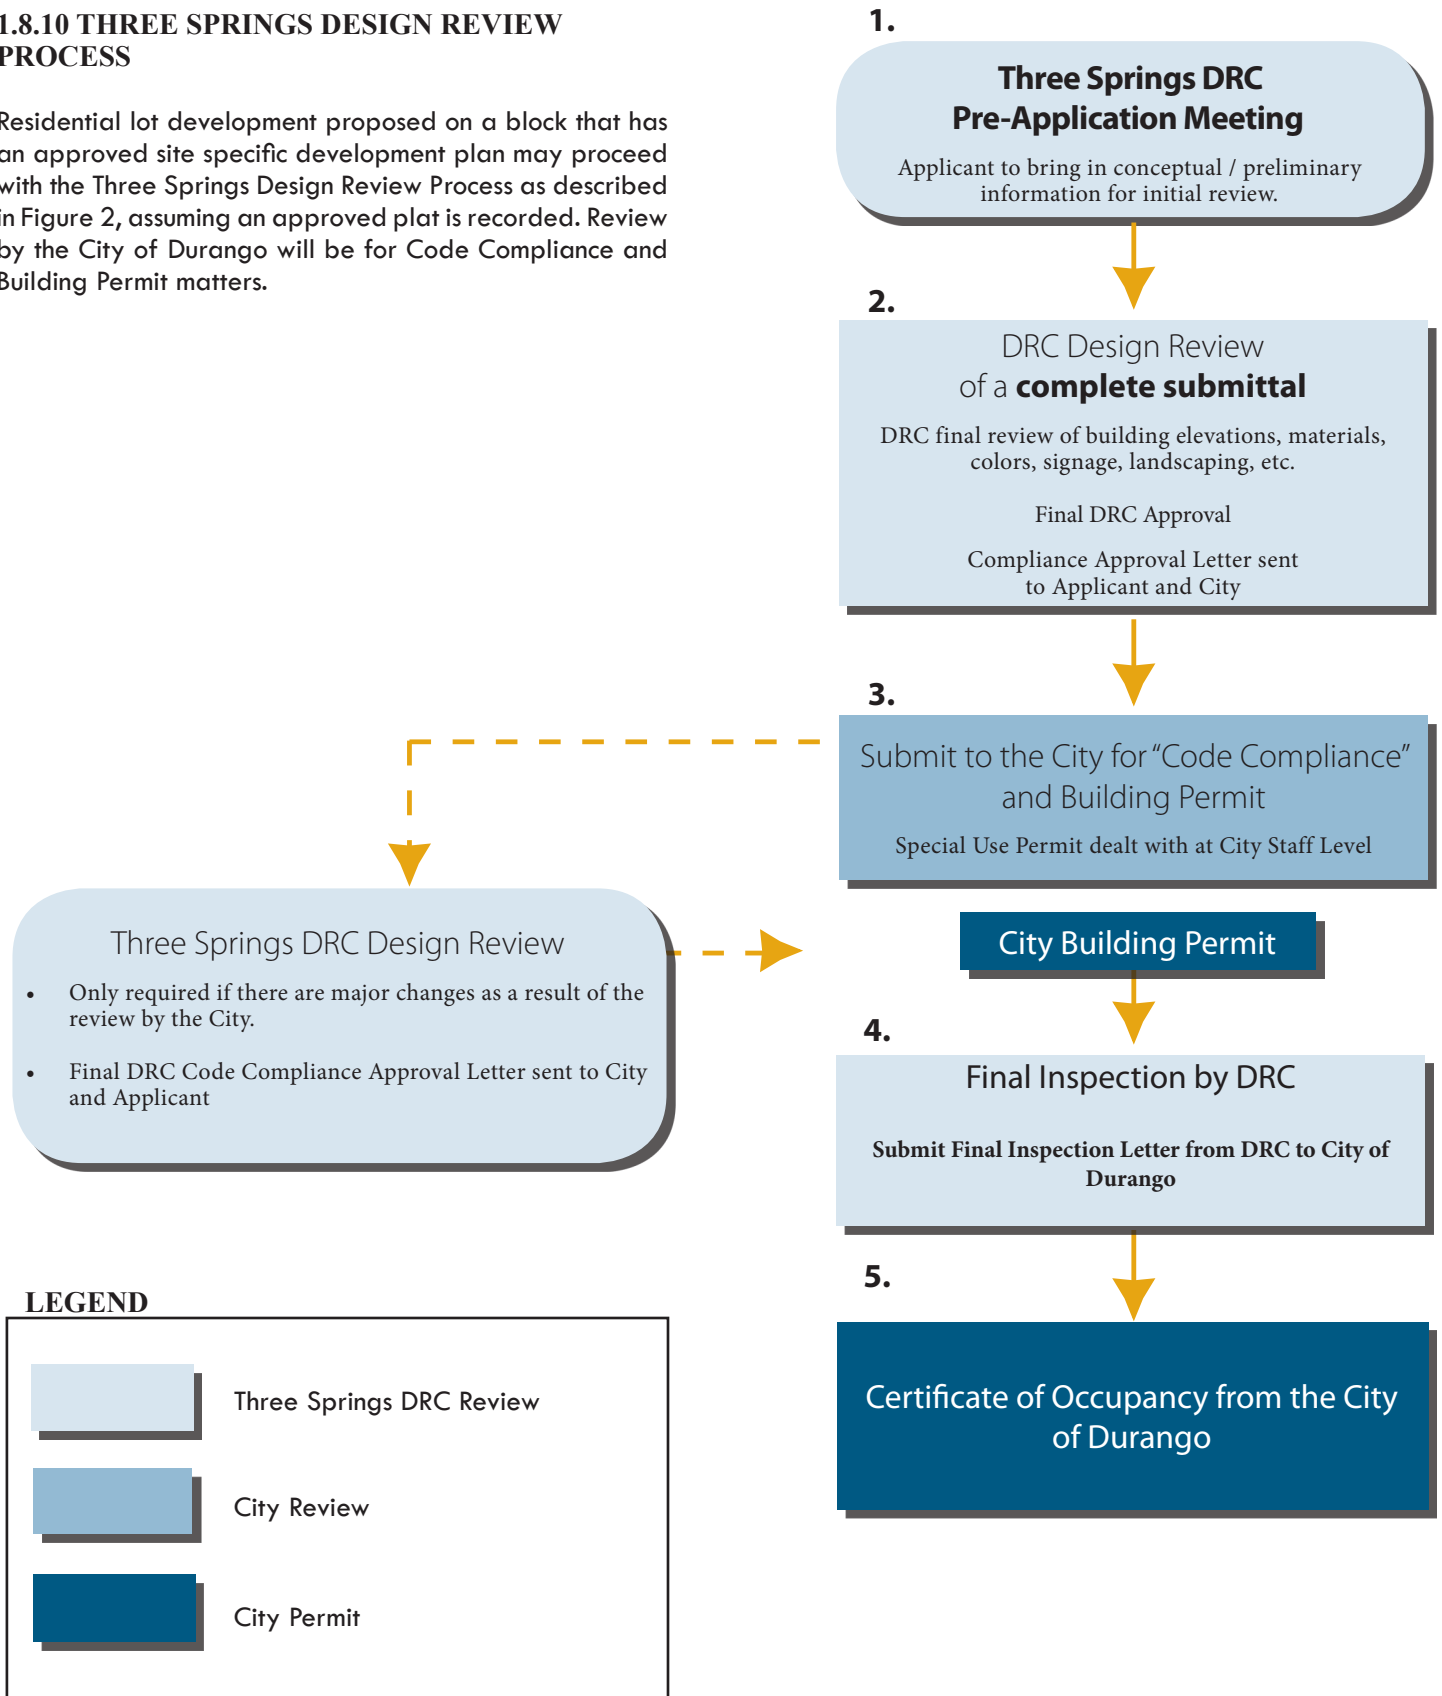 1.8.10 THREE SPRINGS DESIGN REVIEW
PROCESS
Residential lot development proposed on a block that has
an approved site specific development plan may proceed
with the Three Springs Design Review Process as described
in Figure 2, assuming an approved plat is recorded. Review
by the City of Durango will be for Code Compliance and
Building Permit matters.
1.
Three Springs DRC
Pre-Application Meeting
Applicant to bring in conceptual / preliminary
information for initial review.
2.
DRC Design Review
of a complete submittal
DRC final review of building elevations, materials,
colors, signage, landscaping, etc.
Final DRC Approval
Compliance Approval Letter sent
to Applicant and City
3.
Submit to the City for “Code Compliance”
and Building Permit
Special Use Permit dealt with at City Staff Level
Three Springs DRC Design Review
• Only required if there are major changes as a result of the
review by the City.
• Final DRC Code Compliance Approval Letter sent to City
and Applicant
City Building Permit
4.
Final Inspection by DRC
Submit Final Inspection Letter from DRC to City of
Durango
5.
Certificate of Occupancy from the City
of Durango
LEGEND
Three Springs DRC Review
City Review
City Permit